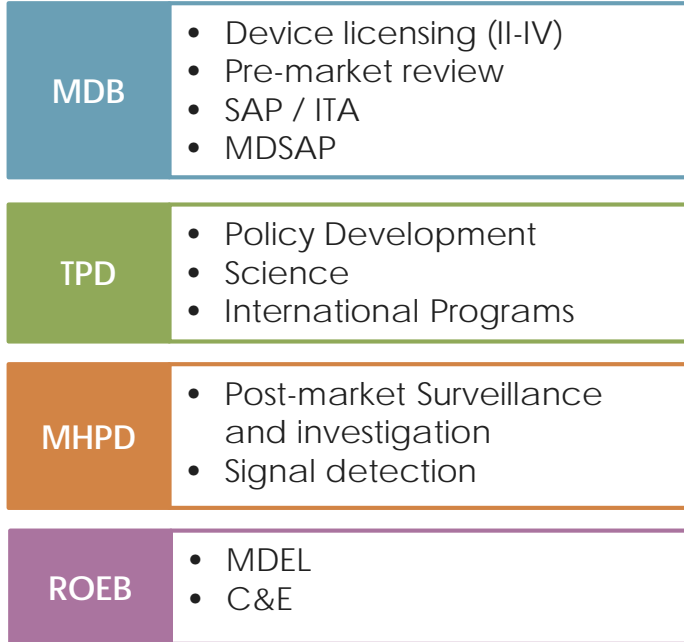 MDB
• Device licensing (II-IV)
• Pre-market review
• SAP / ITA
• MDSAP
TPD
• Policy Development
• Science
• International Programs
MHPD
• Post-market Surveillance
and investigation
• Signal detection
ROEB
• MDEL
• C&E